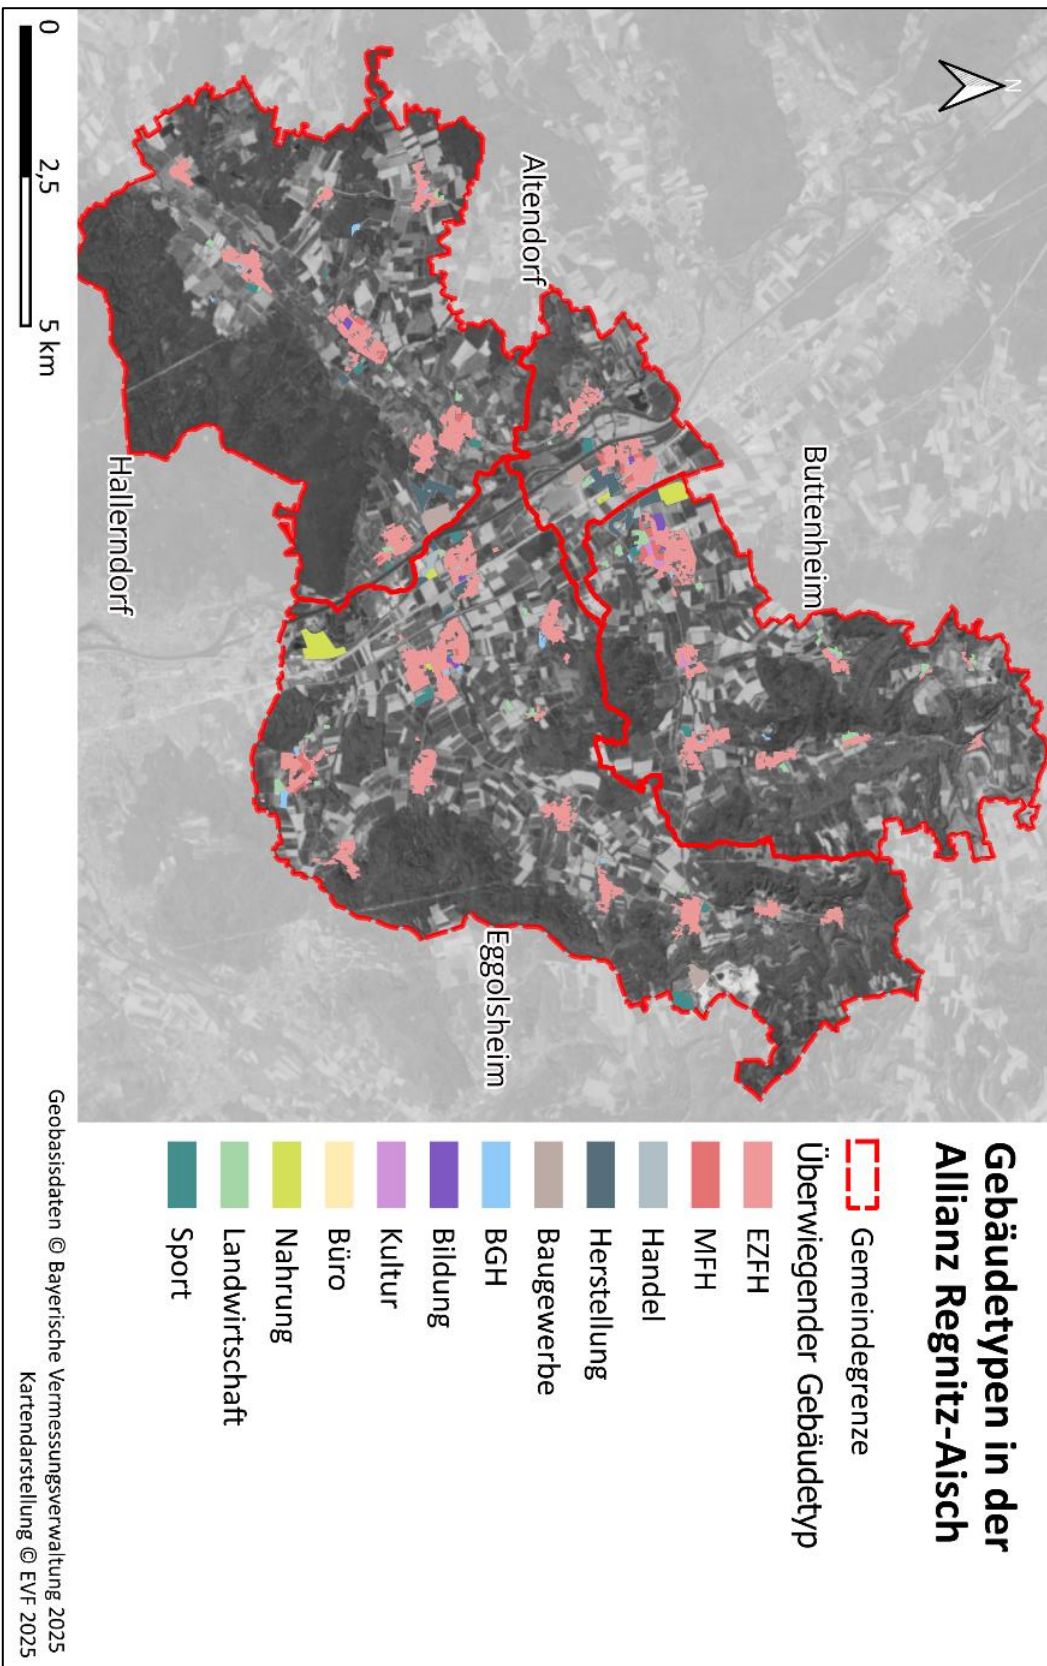 Gebäudetypen in der
Allianz Regnitz-Aisch
Gemeindegrenze
Überwiegender Gebäudetyp
EZFH
MFH
Handel
Herstellung
Baugewerbe
BGH
Bildung
Kultur
Büro
Nahrung
Landwirtschaft
Sport
N
Buttenheim
Altendorf
Eggolsheim
Hallerndorf
0 2,5 5 km
Geobasisdaten © Bayerische Vermessungsverwaltung 2025
Kartendarstellung © EVF 2025